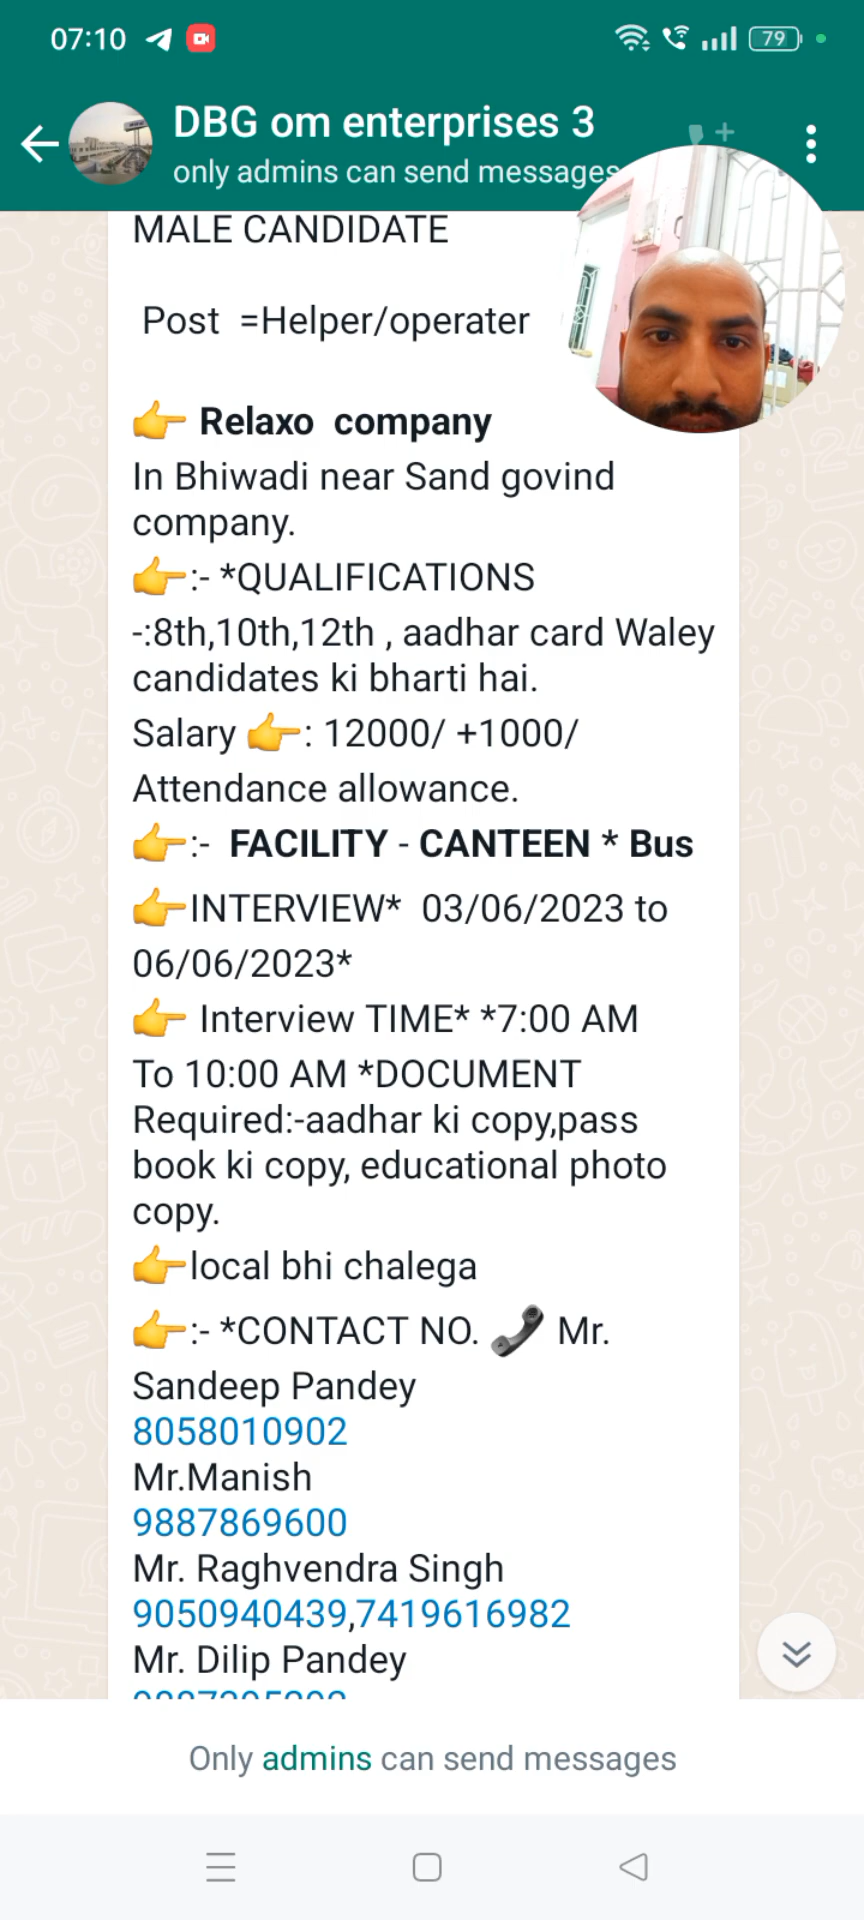 07:10
79
DBG om enterprises 3
only admins can send messages
MALE CANDIDATE
Post =Helper/operater
👉 Relaxo company
In Bhiwadi near Sand govind
company.
👉:- *QUALIFICATIONS
-:8th,10th,12th , aadhar card Waley
candidates ki bharti hai.
Salary 👉: 12000/ +1000/
Attendance allowance.
👉:- FACILITY - CANTEEN * Bus
👉INTERVIEW* 03/06/2023 to
06/06/2023*
👉 Interview TIME* *7:00 AM
To 10:00 AM *DOCUMENT
Required:-aadhar ki copy,pass
book ki copy, educational photo
copy.
👉local bhi chalega
👉:- *CONTACT NO. 📞 Mr.
Sandeep Pandey
8058010902
Mr.Manish
9887869600
Mr. Raghvendra Singh
9050940439,7419616982
Mr. Dilip Pandey
Only admins can send messages